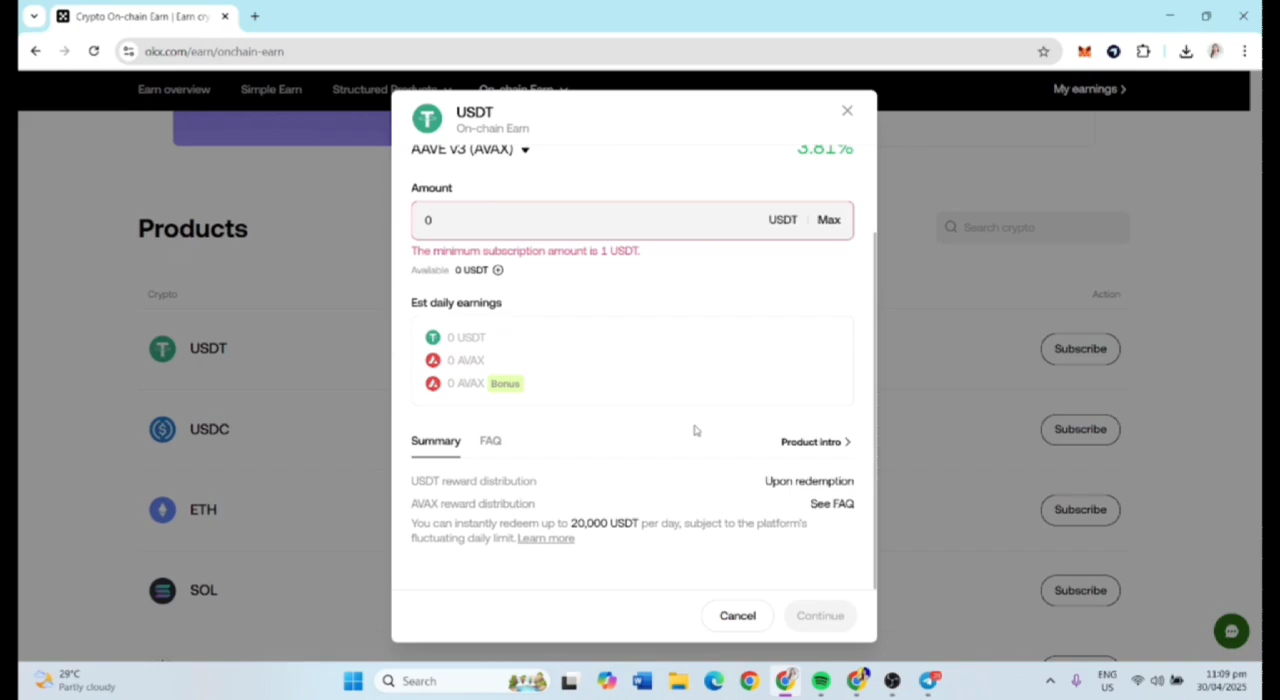 Crypto On-chain Earn | Earn cry
okx.com/earn/onchain-earn
Earn overview Simple Earn Structured Products On-chain Earn My earnings
USDT
On-chain Earn
AAVE V3 (AVAX) 3.81%
Products
Search crypto
Crypto Action
USDT Subscribe
USDC Subscribe
ETH Subscribe
SOL Subscribe
Amount
0 USDT Max
The minimum subscription amount is 1 USDT.
Available 0 USDT
Est daily earnings
0 USDT
0 AVAX
0 AVAX Bonus
Summary FAQ Product intro
USDT reward distribution Upon redemption
AVAX reward distribution See FAQ
You can instantly redeem up to 20,000 USDT per day, subject to the platform's
fluctuating daily limit. Learn more
Cancel Continue
29°C
Partly cloudy
Search
ENG
US
11:09 pm
30/04/2025